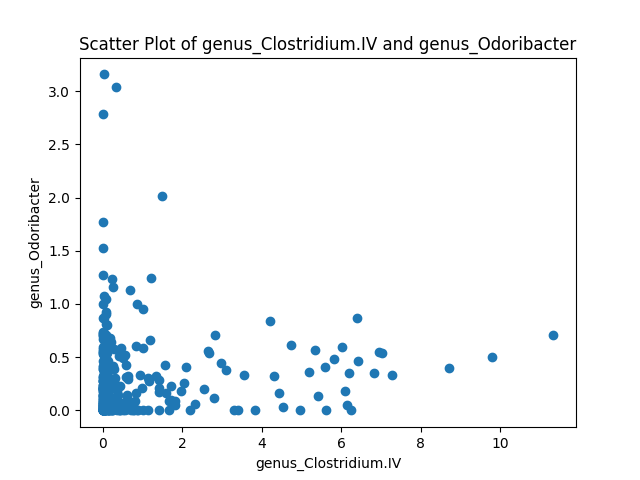 Scatter Plot of genus_Clostridium.IV and genus_Odoribacter
3.0
2.5
2.0
1.5
1.0
0.5
0.0
genus_Odoribacter
0 2 4 6 8 10
genus_Clostridium.IV